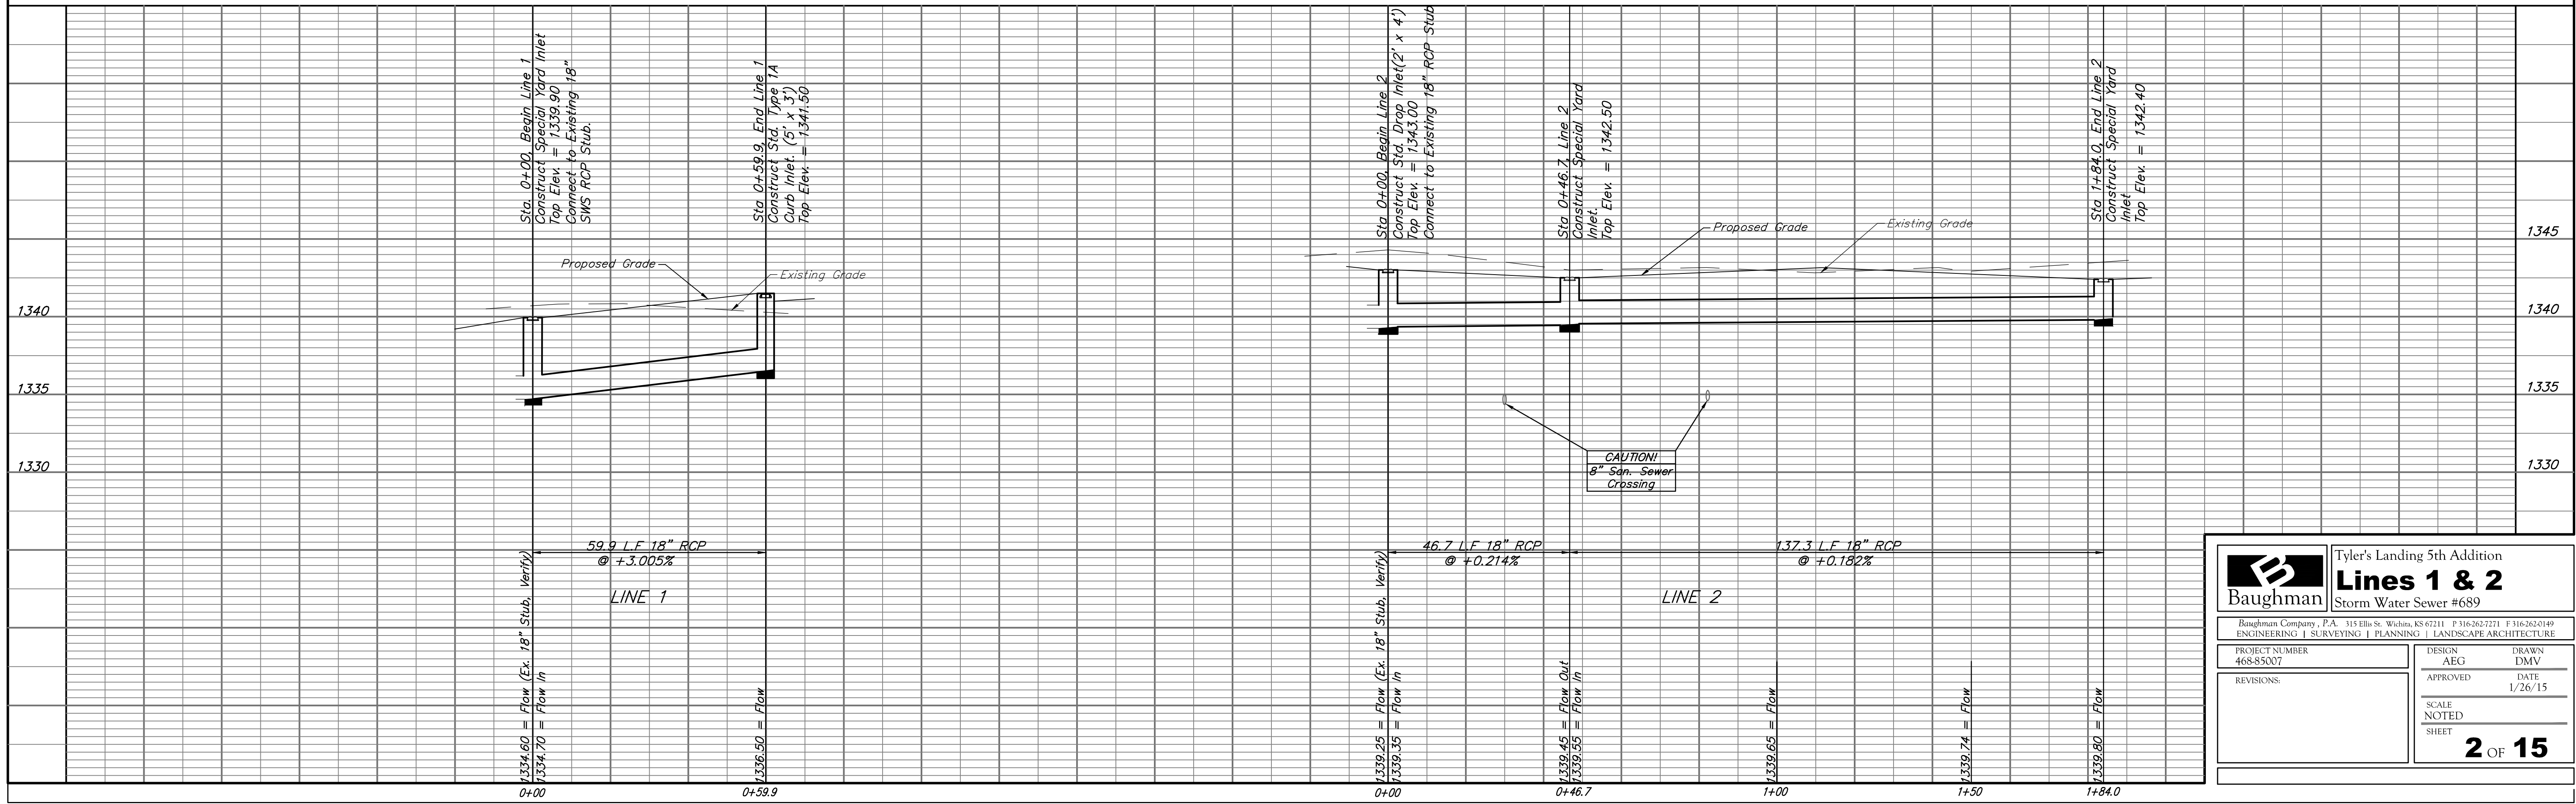 Sta. 0+00, Begin Line 1
Construct Special Yard Inlet
Top Elev. = 1339.90
Connect to Existing 18"
SWS RCP Stub.
Sta 0+59.9, End Line 1
Construct Std. Type 1A
Curb Inlet. (5' x 3')
Top Elev. = 1341.50
Sta 0+00, Begin Line 2
Construct Std. Drop Inlet(2' x 4')
Top Elev. = 1343.00
Connect to Existing 18" RCP Stub
Sta 0+46.7, Line 2
Construct Special Yard
Inlet.
Top Elev. = 1342.50
Sta 1+84.0, End Line 2
Construct Special Yard
Inlet
Top Elev. = 1342.40
1345
Proposed Grade
Existing Grade
Proposed Grade
Existing Grade
1340
1340
1335
1335
1330
1330
CAUTION!
8" San. Sewer
Crossing
59.9 L.F 18" RCP
@ +3.005%
LINE 1
46.7 L.F 18" RCP
@ +0.214%
137.3 L.F 18" RCP
@ +0.182%
LINE 2
1334.60 = Flow (Ex. 18" Stub, Verify)
1334.70 = Flow In
1336.50 = Flow
1339.25 = Flow (Ex. 18" Stub, Verify)
1339.35 = Flow In
1339.45 = Flow Out
1339.55 = Flow In
1339.65 = Flow
1339.74 = Flow
1339.80 = Flow
0+00
0+59.9
0+00
0+46.7
1+00
1+50
1+84.0
B
Baughman
Tyler's Landing 5th Addition
Lines 1 & 2
Storm Water Sewer #689
Baughman Company, P.A. 315 Ellis St. Wichita, KS 67211 P 316-262-7271 F 316-262-0149
ENGINEERING | SURVEYING | PLANNING | LANDSCAPE ARCHITECTURE
PROJECT NUMBER
468-85007
REVISIONS:
DESIGN
AEG
DRAWN
DMV
APPROVED
DATE
1/26/15
SCALE
NOTED
SHEET
2 OF 15